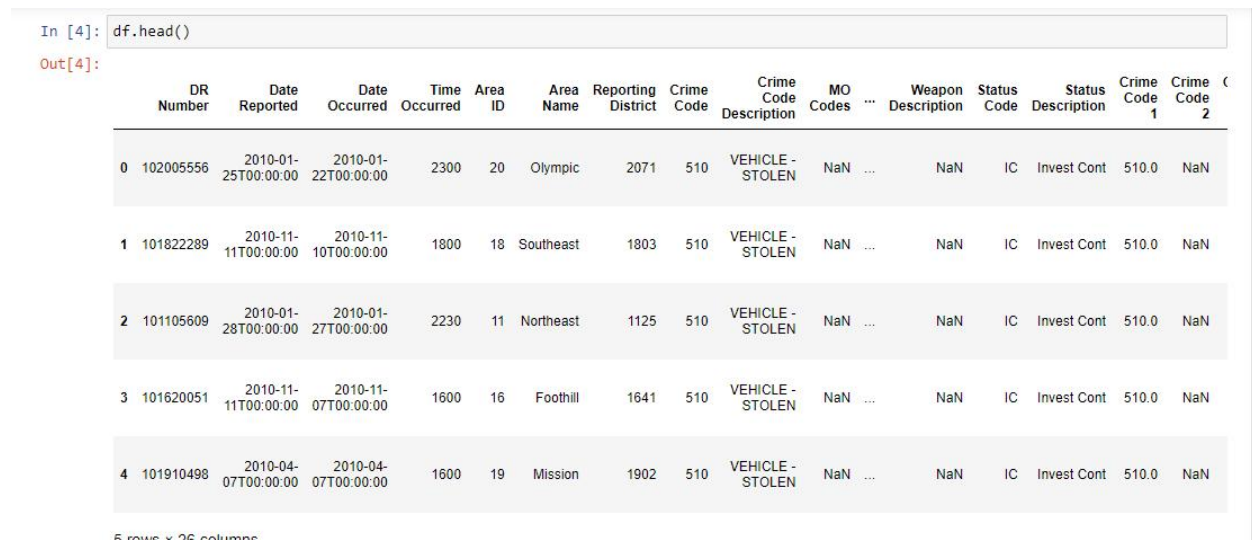 In [4]: df.head()
Out[4]:
DR Number Date Reported Date Occurred Time Occurred Area ID Area Name Reporting District Crime Code Crime Code Description MO Codes ... Weapon Description Status Code Status Description Crime Code 1 Crime Code 2
0 102005556 2010-01-25T00:00:00 2010-01-22T00:00:00 2300 20 Olympic 2071 510 VEHICLE - STOLEN NaN ... NaN IC Invest Cont 510.0 NaN
1 101822289 2010-11-11T00:00:00 2010-11-10T00:00:00 1800 18 Southeast 1803 510 VEHICLE - STOLEN NaN ... NaN IC Invest Cont 510.0 NaN
2 101105609 2010-01-28T00:00:00 2010-01-27T00:00:00 2230 11 Northeast 1125 510 VEHICLE - STOLEN NaN ... NaN IC Invest Cont 510.0 NaN
3 101620051 2010-11-11T00:00:00 2010-11-07T00:00:00 1600 16 Foothill 1641 510 VEHICLE - STOLEN NaN ... NaN IC Invest Cont 510.0 NaN
4 101910498 2010-04-07T00:00:00 2010-04-07T00:00:00 1600 19 Mission 1902 510 VEHICLE - STOLEN NaN ... NaN IC Invest Cont 510.0 NaN
5 rows × 26 columns